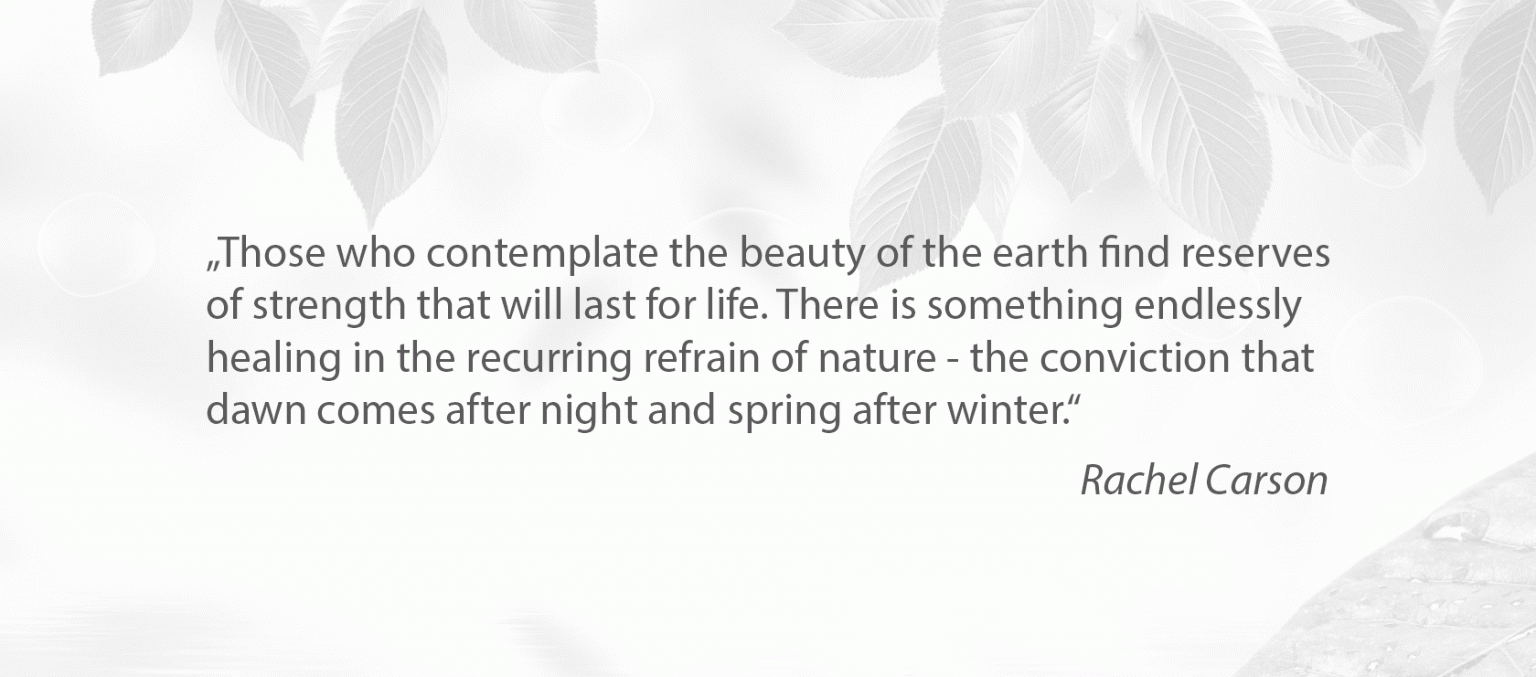 „Those who contemplate the beauty of the earth find reserves
of strength that will last for life. There is something endlessly
healing in the recurring refrain of nature - the conviction that
dawn comes after night and spring after winter.“
Rachel Carson